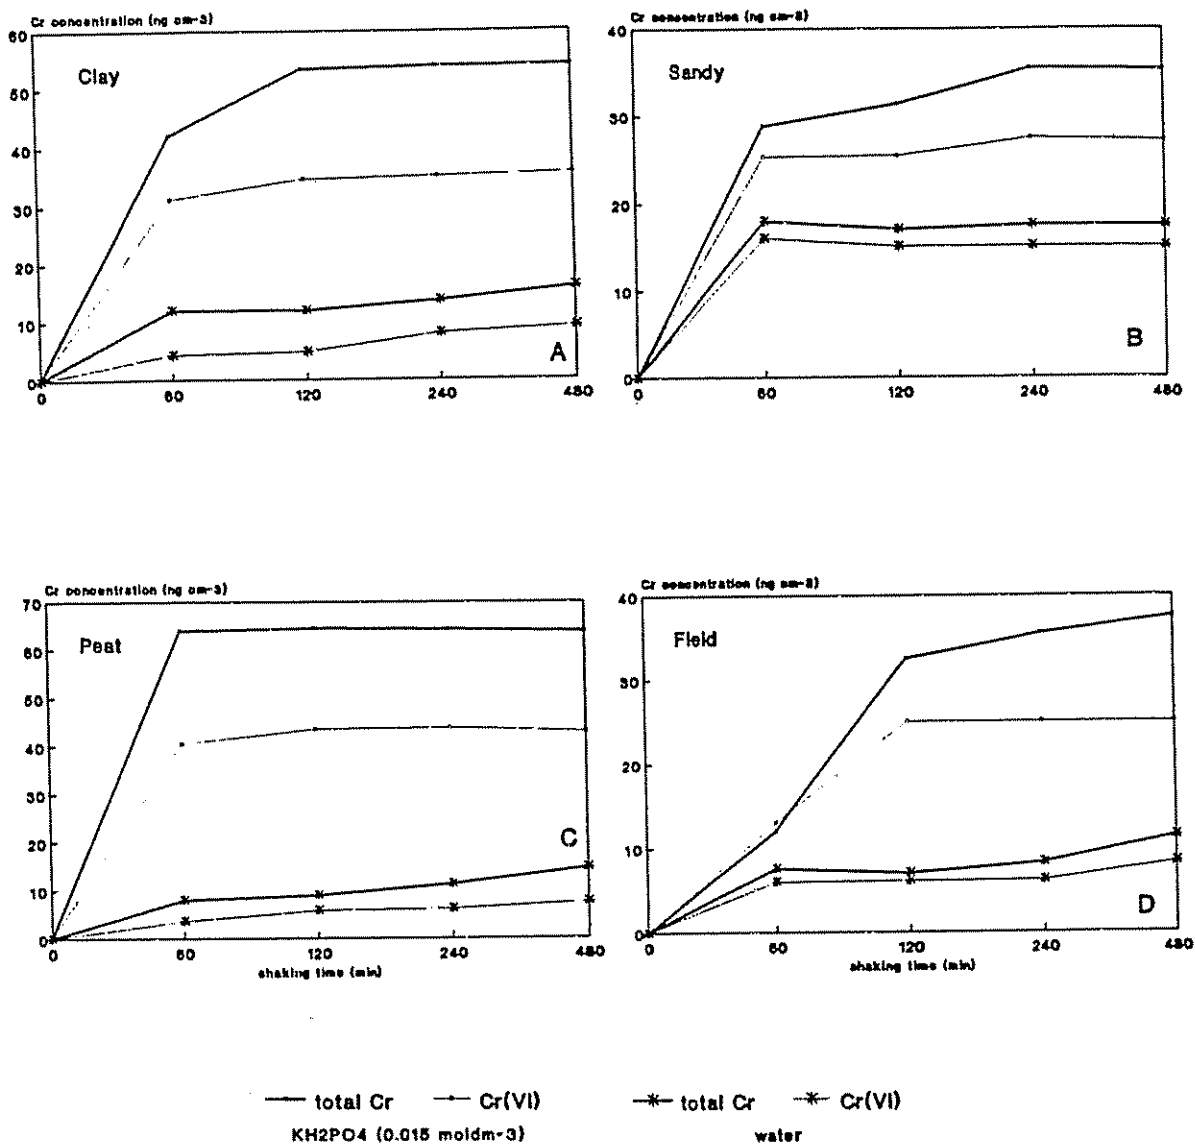 Cr concentration (ng cm-3)
60
Clay
50
40
30
20
10
0
A
0 60 120 240 480
Cr concentration (ng cm-3)
40
Sandy
30
20
10
0
B
0 60 120 240 480
Cr concentration (ng cm-3)
70
Peat
60
50
40
30
20
10
0
C
0 60 120 240 480
shaking time (min)
Cr concentration (ng cm-3)
40
Field
30
20
10
0
D
0 60 120 240 480
shaking time (min)
total Cr Cr(VI) total Cr Cr(VI)
KH2PO4 (0.015 moldm-3) water